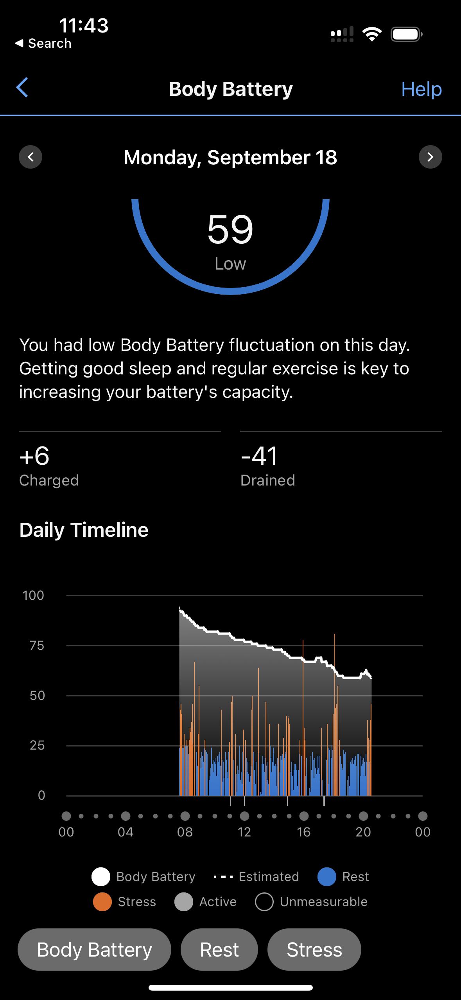 11:43
Search
Body Battery
Help
Monday, September 18
59
Low
You had low Body Battery fluctuation on this day.
Getting good sleep and regular exercise is key to
increasing your battery's capacity.
+6
Charged
-41
Drained
Daily Timeline
100
75
50
25
0
00 04 08 12 16 20 00
Body Battery Estimated Rest
Stress Active Unmeasurable
Body Battery Rest Stress